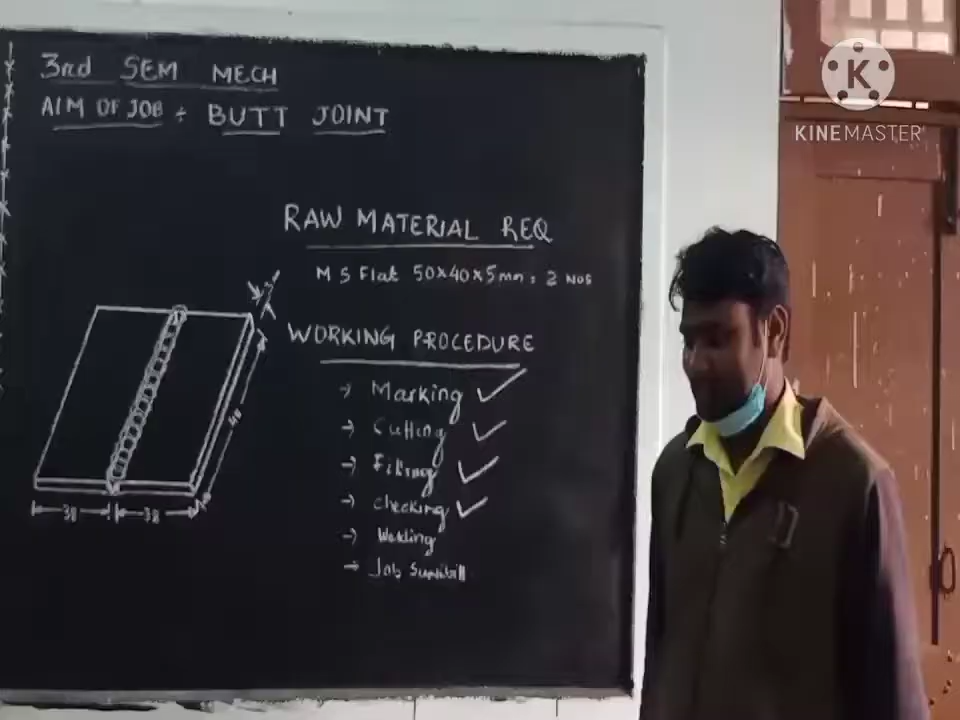 3rd SEM MECH
AIM OF JOB ÷ BUTT JOINT
RAW MATERIAL REQ
M S Flat 50x40x5mm = 2 Nos
WORKING PROCEDURE
→ Marking ✓
→ Cutting ✓
→ Filing ✓
→ Checking ✓
→ Welding
→ Job
40
38 38
K
KINEMASTER